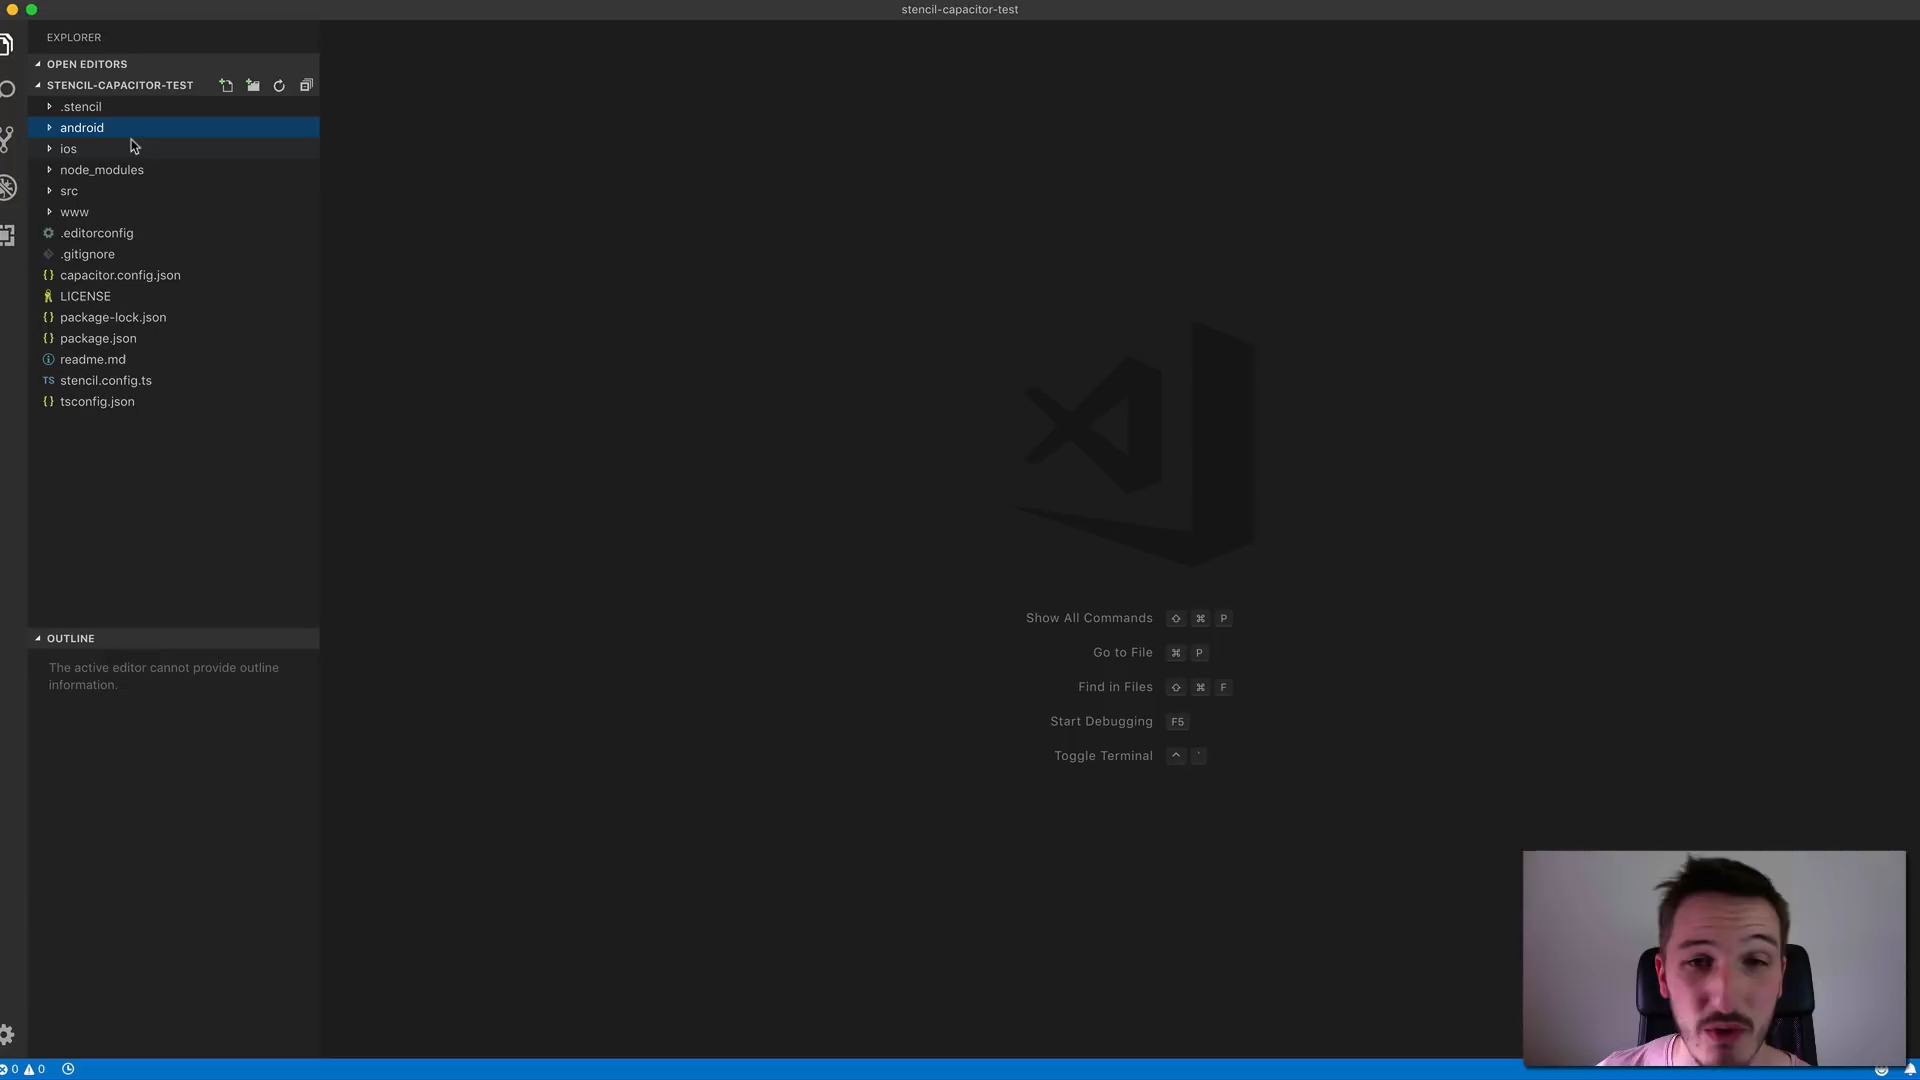 stencil-capacitor-test
EXPLORER
OPEN EDITORS
STENCIL-CAPACITOR-TEST
.stencil
android
ios
node_modules
src
www
.editorconfig
.gitignore
{} capacitor.config.json
LICENSE
{} package-lock.json
{} package.json
readme.md
TS stencil.config.ts
{} tsconfig.json
OUTLINE
The active editor cannot provide outline
information.
Show All Commands ⇧ ⌘ P
Go to File ⌘ P
Find in Files ⇧ ⌘ F
Start Debugging F5
Toggle Terminal ^ `
0 0